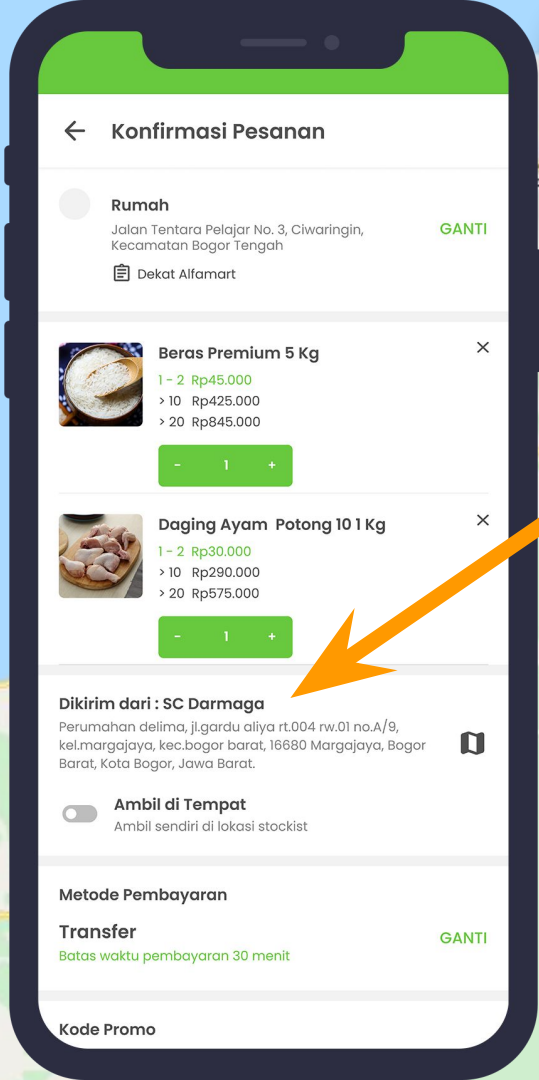 Konfirmasi Pesanan
Rumah
Jalan Tentara Pelajar No. 3, Ciwaringin,
Kecamatan Bogor Tengah
GANTI
Dekat Alfamart
Beras Premium 5 Kg
1 - 2 Rp45.000
> 10 Rp425.000
> 20 Rp845.000
- 1 +
Daging Ayam Potong 10 1 Kg
1 - 2 Rp30.000
> 10 Rp290.000
> 20 Rp575.000
- 1 +
Dikirim dari : SC Darmaga
Perumahan delima, jl.gardu aliya rt.004 rw.01 no.A/9,
kel.margajaya, kec.bogor barat, 16680 Margajaya, Bogor
Barat, Kota Bogor, Jawa Barat.
Ambil di Tempat
Ambil sendiri di lokasi stockist
Metode Pembayaran
Transfer
GANTI
Batas waktu pembayaran 30 menit
Kode Promo